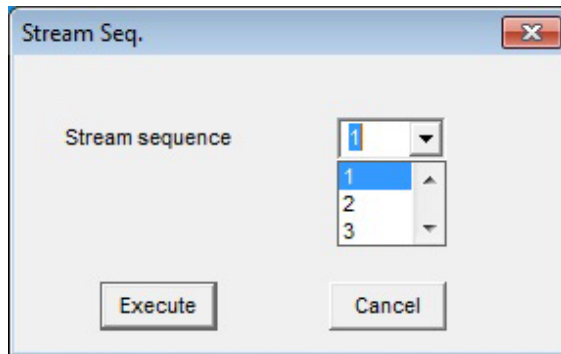 Stream Seq.
Stream sequence 1
1
2
3
Execute Cancel